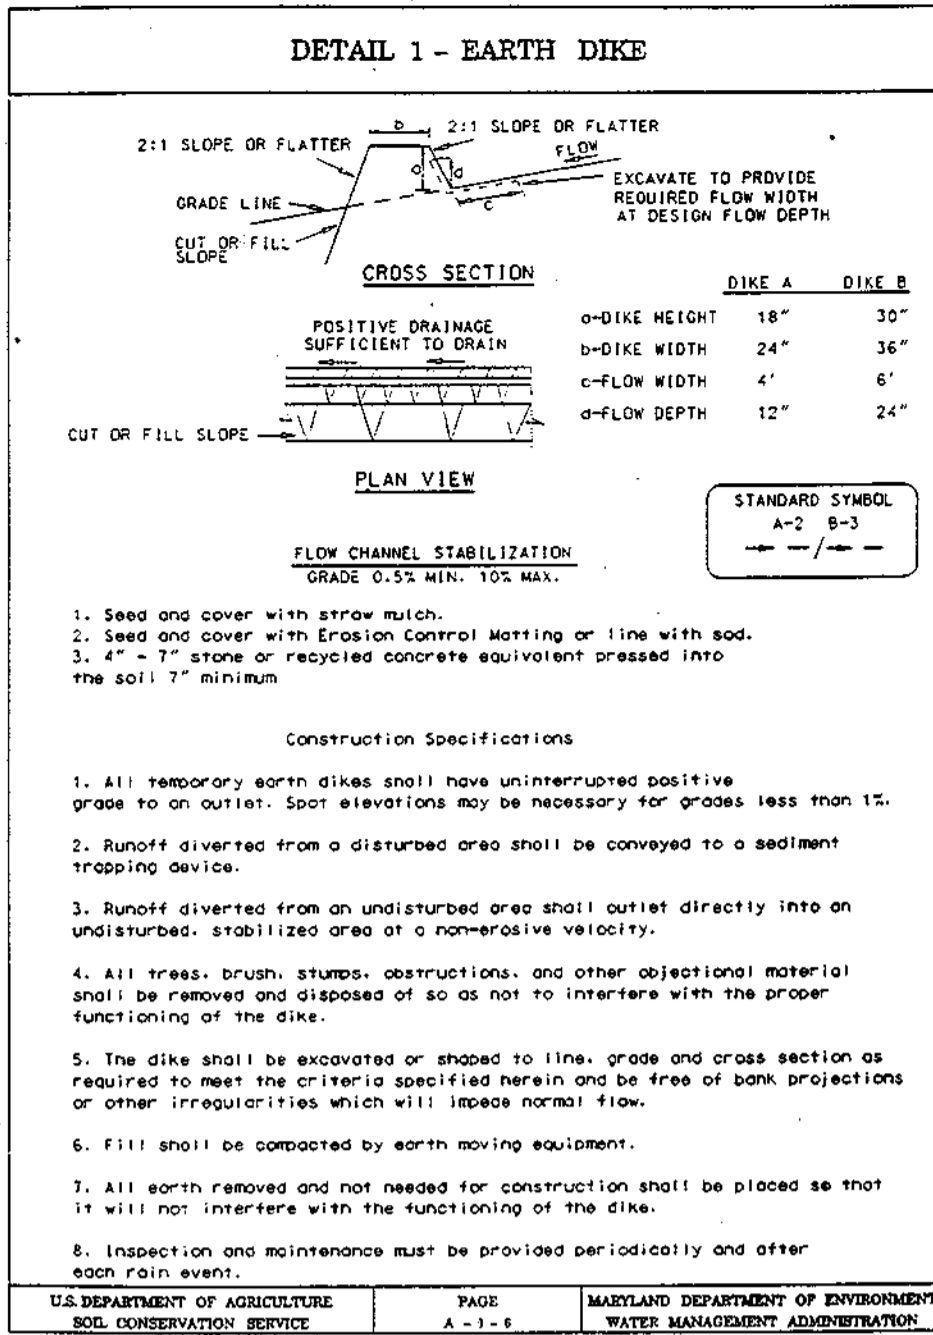 DETAIL 1 - EARTH DIKE
b
2:1 SLOPE OR FLATTER
2:1 SLOPE OR FLATTER
FLOW
a
d
c
EXCAVATE TO PROVIDE
REQUIRED FLOW WIDTH
AT DESIGN FLOW DEPTH
GRADE LINE
CUT OR FILL
SLOPE
CROSS SECTION
DIKE A DIKE B
a-DIKE HEIGHT 18" 30"
b-DIKE WIDTH 24" 36"
c-FLOW WIDTH 4' 6'
d-FLOW DEPTH 12" 24"
POSITIVE DRAINAGE
SUFFICIENT TO DRAIN
CUT OR FILL SLOPE
PLAN VIEW
STANDARD SYMBOL
A-2 B-3
/
FLOW CHANNEL STABILIZATION
GRADE 0.5% MIN. 10% MAX.
1. Seed and cover with straw mulch.
2. Seed and cover with Erosion Control Matting or line with sod.
3. 4" - 7" stone or recycled concrete equivalent pressed into
the soil 7" minimum
Construction Specifications
1. All temporary earth dikes shall have uninterrupted positive
grade to an outlet. Spot elevations may be necessary for grades less than 1%.
2. Runoff diverted from a disturbed area shall be conveyed to a sediment
trapping device.
3. Runoff diverted from an undisturbed area shall outlet directly into an
undisturbed, stabilized area at a non-erosive velocity.
4. All trees, brush, stumps, obstructions, and other objectional material
shall be removed and disposed of so as not to interfere with the proper
functioning of the dike.
5. The dike shall be excavated or shaped to line, grade and cross section as
required to meet the criteria specified herein and be free of bank projections
or other irregularities which will impede normal flow.
6. Fill shall be compacted by earth moving equipment.
7. All earth removed and not needed for construction shall be placed so that
it will not interfere with the functioning of the dike.
8. Inspection and maintenance must be provided periodically and after
each rain event.
U.S. DEPARTMENT OF AGRICULTURE
SOIL CONSERVATION SERVICE
PAGE
A - 1 - 6
MARYLAND DEPARTMENT OF ENVIRONMENT
WATER MANAGEMENT ADMINISTRATION